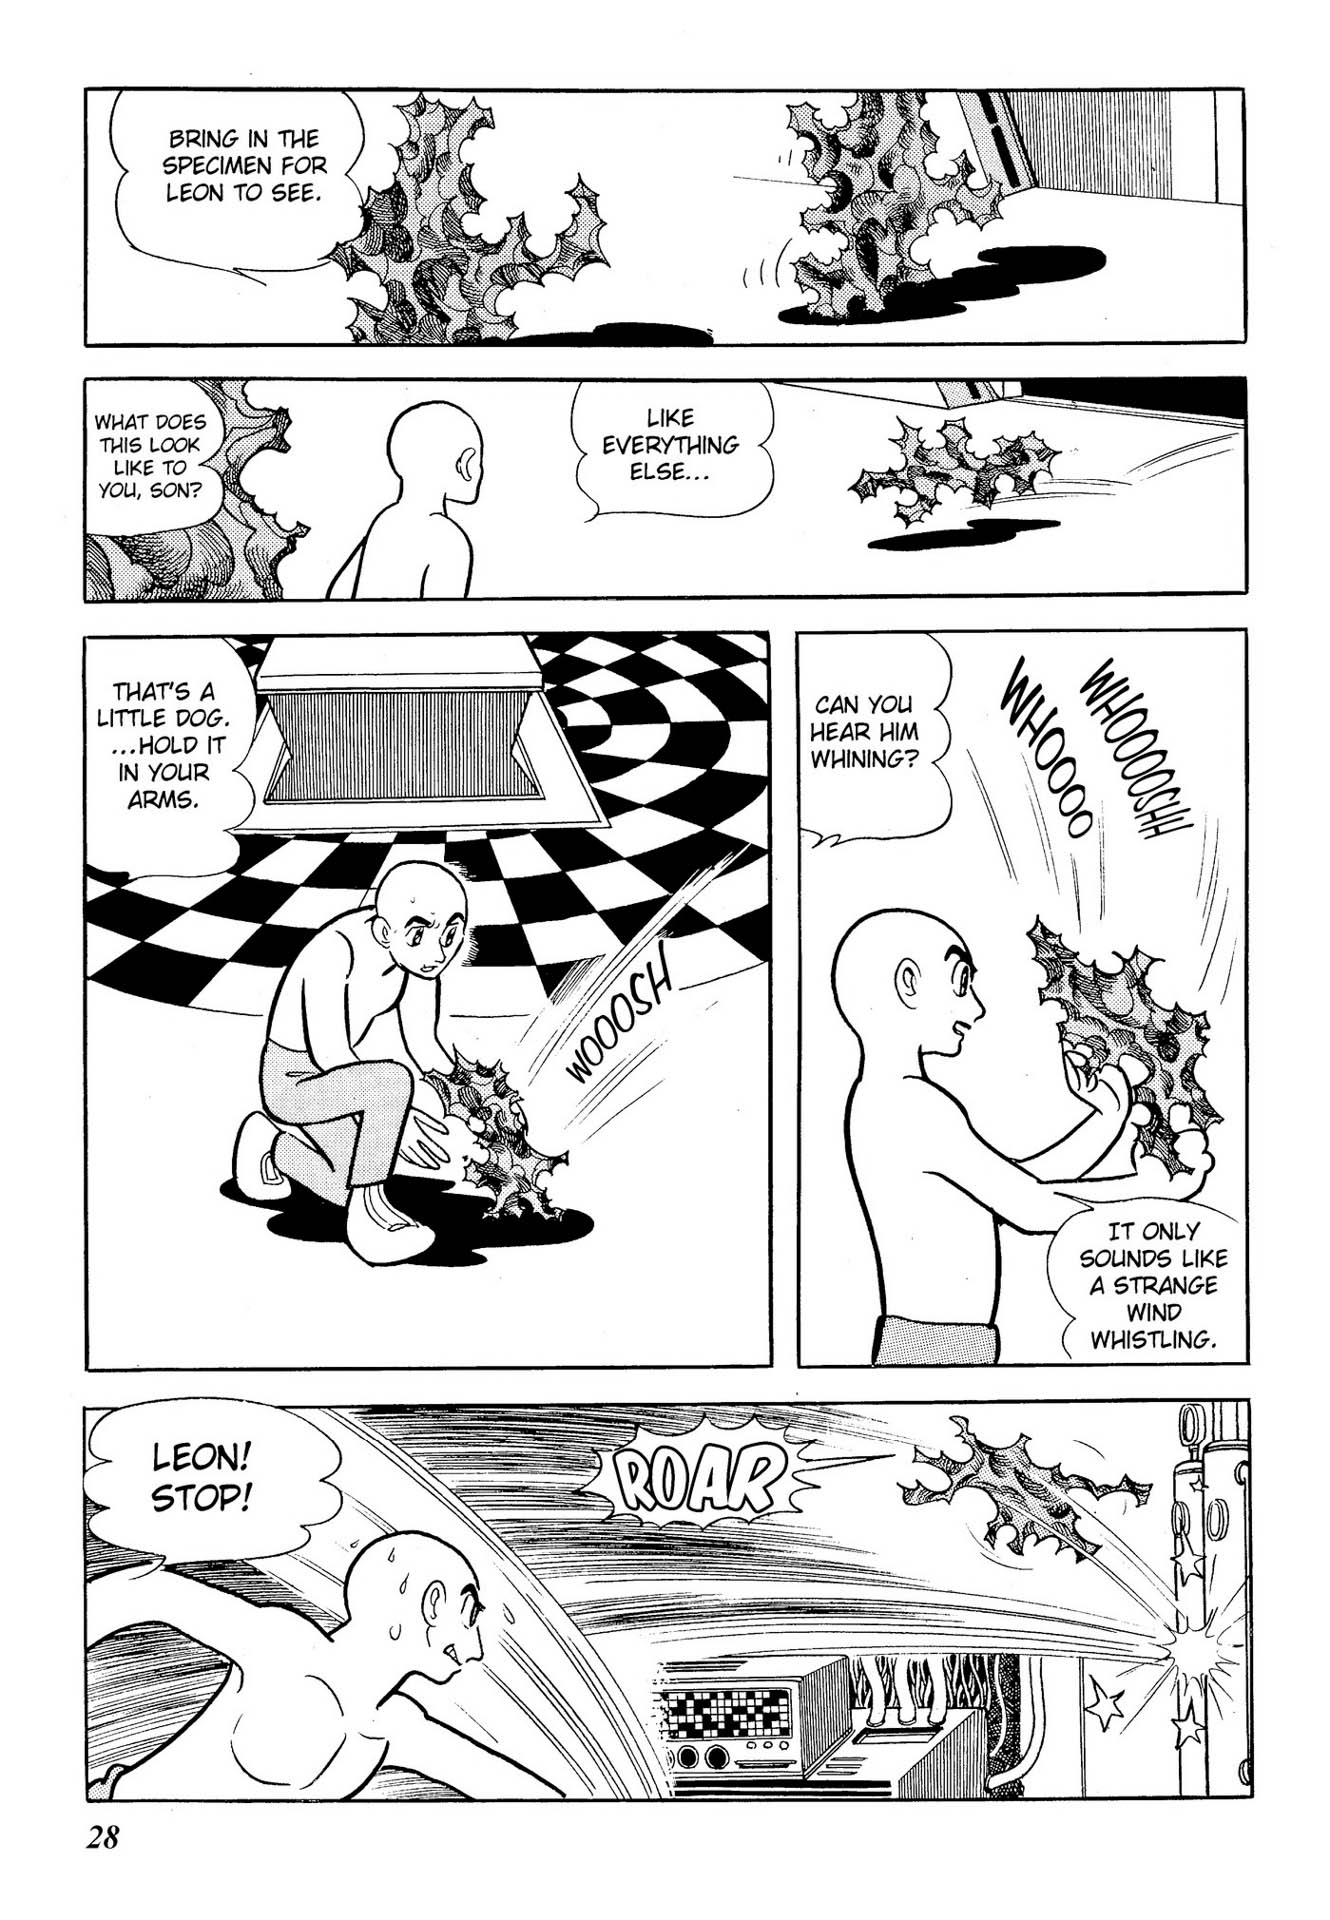 BRING IN THE
SPECIMEN FOR
LEON TO SEE.
WHAT DOES
THIS LOOK
LIKE TO
YOU, SON?
LIKE
EVERYTHING
ELSE...
THAT'S A
LITTLE DOG.
...HOLD IT
IN YOUR
ARMS.
WOOOSH
CAN YOU
HEAR HIM
WHINING?
WHOOOO
WHOOOOSHH
IT ONLY
SOUNDS LIKE
A STRANGE
WIND
WHISTLING.
LEON!
STOP!
ROAR
28